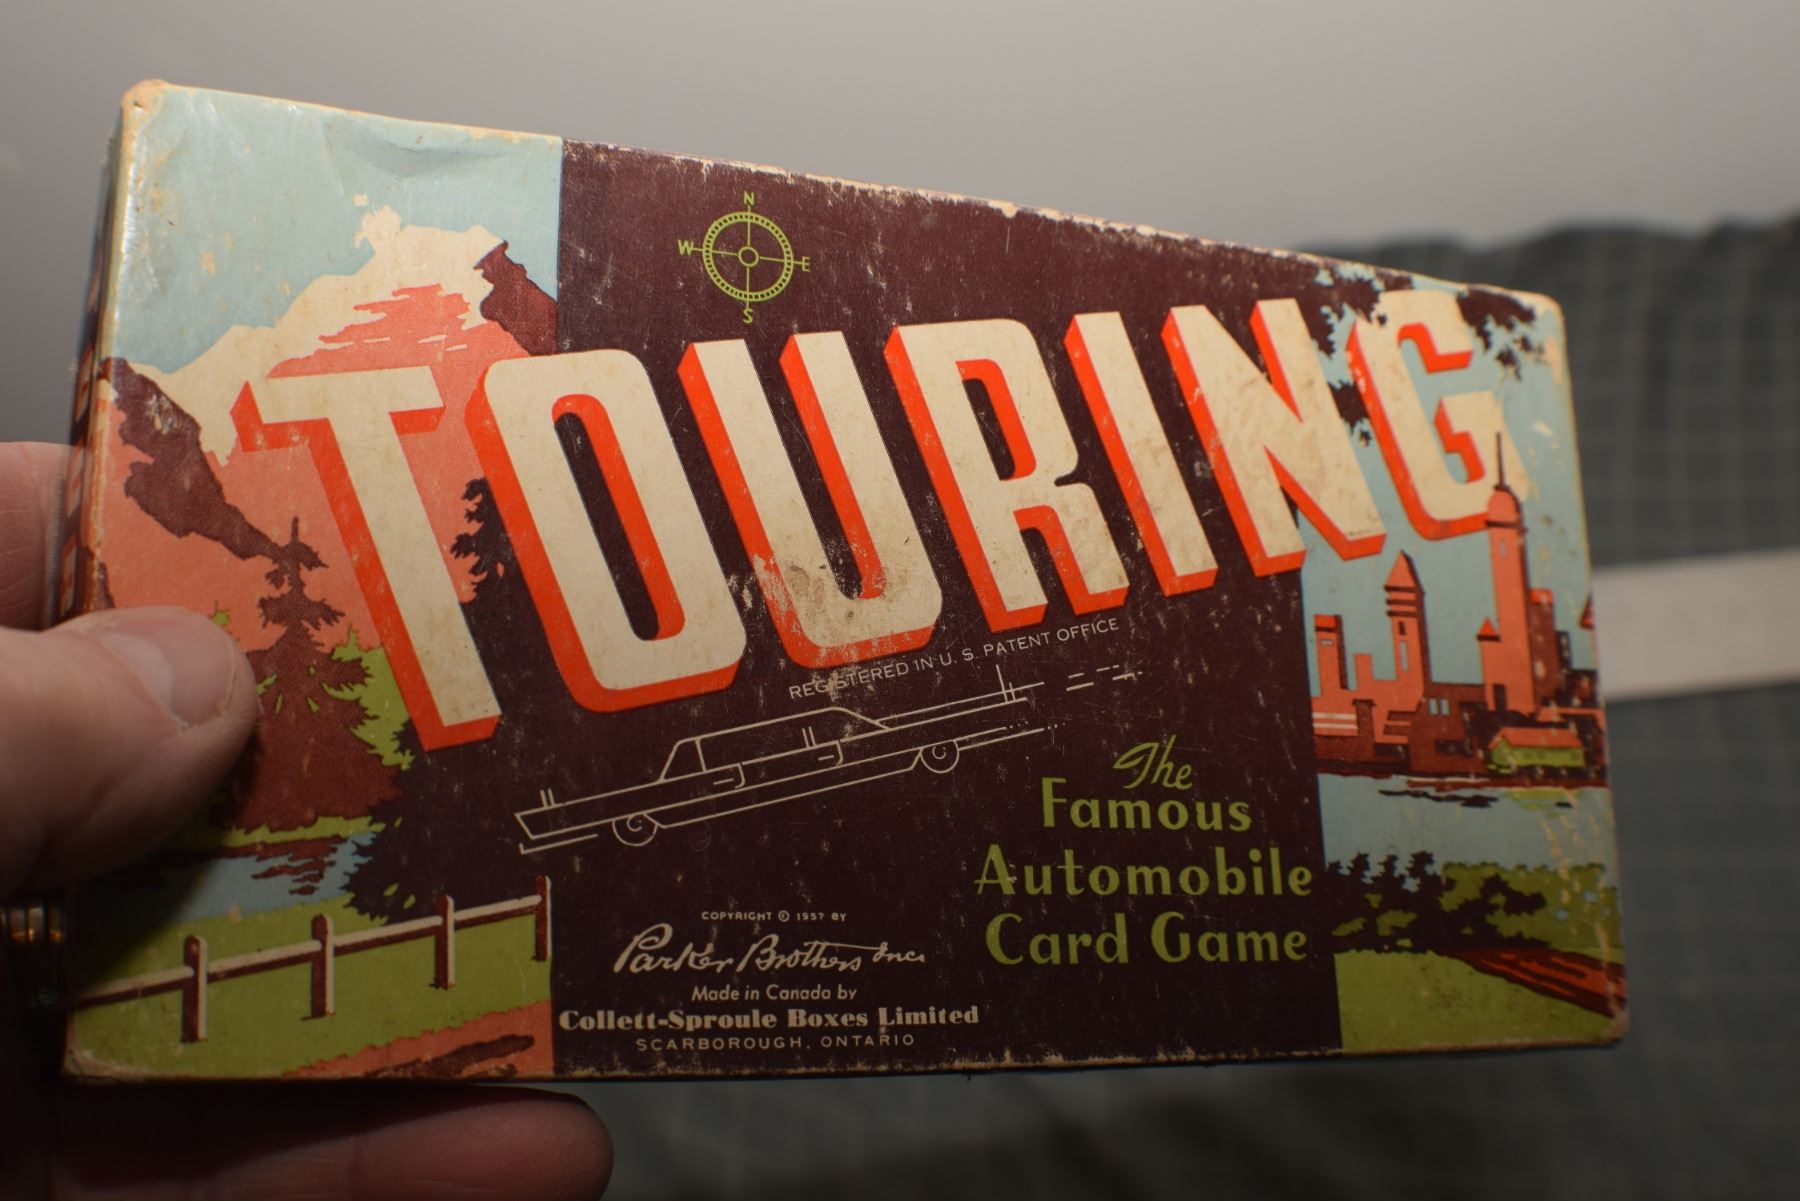 N
W E
S
TOURING
REGISTERED IN U. S. PATENT OFFICE
The
Famous
Automobile
Card Game
COPYRIGHT © 1957 BY
Parker Brothers Inc.
Made in Canada by
Collett-Sproule Boxes Limited
SCARBOROUGH, ONTARIO